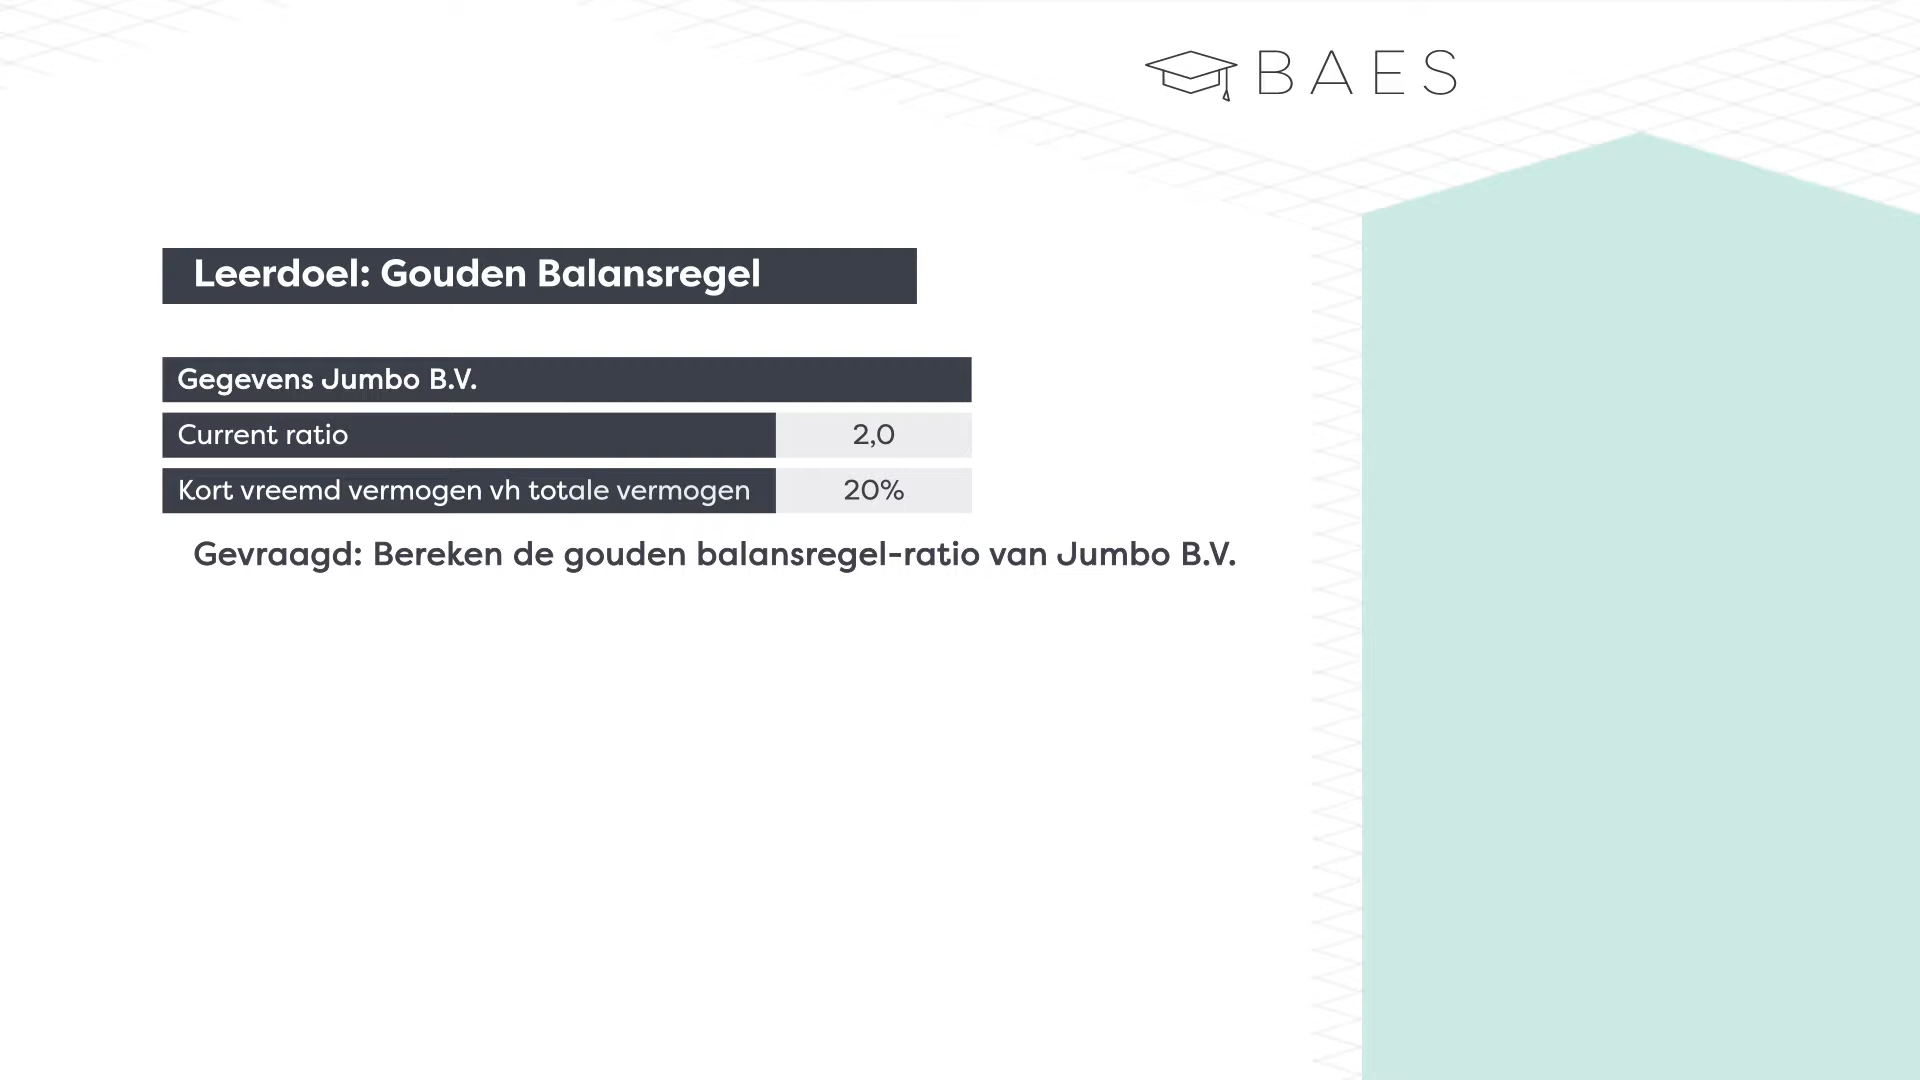 BAES
Leerdoel: Gouden Balansregel
Gegevens Jumbo B.V.
Current ratio 2,0
Kort vreemd vermogen vh totale vermogen 20%
Gevraagd: Bereken de gouden balansregel-ratio van Jumbo B.V.